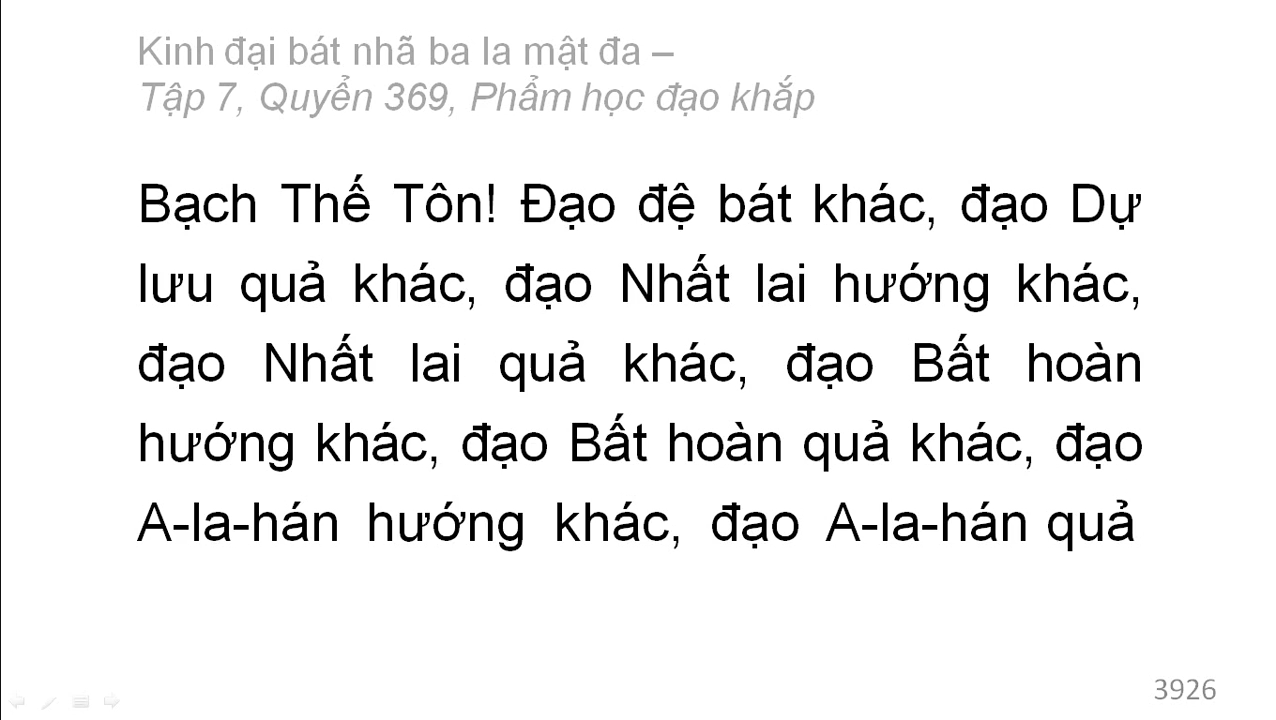 Kinh đại bát nhã ba la mật đa –
Tập 7, Quyển 369, Phẩm học đạo khắp
Bạch Thế Tôn! Đạo đệ bát khác, đạo Dự
lưu quả khác, đạo Nhất lai hướng khác,
đạo Nhất lai quả khác, đạo Bất hoàn
hướng khác, đạo Bất hoàn quả khác, đạo
A-la-hán hướng khác, đạo A-la-hán quả
3926